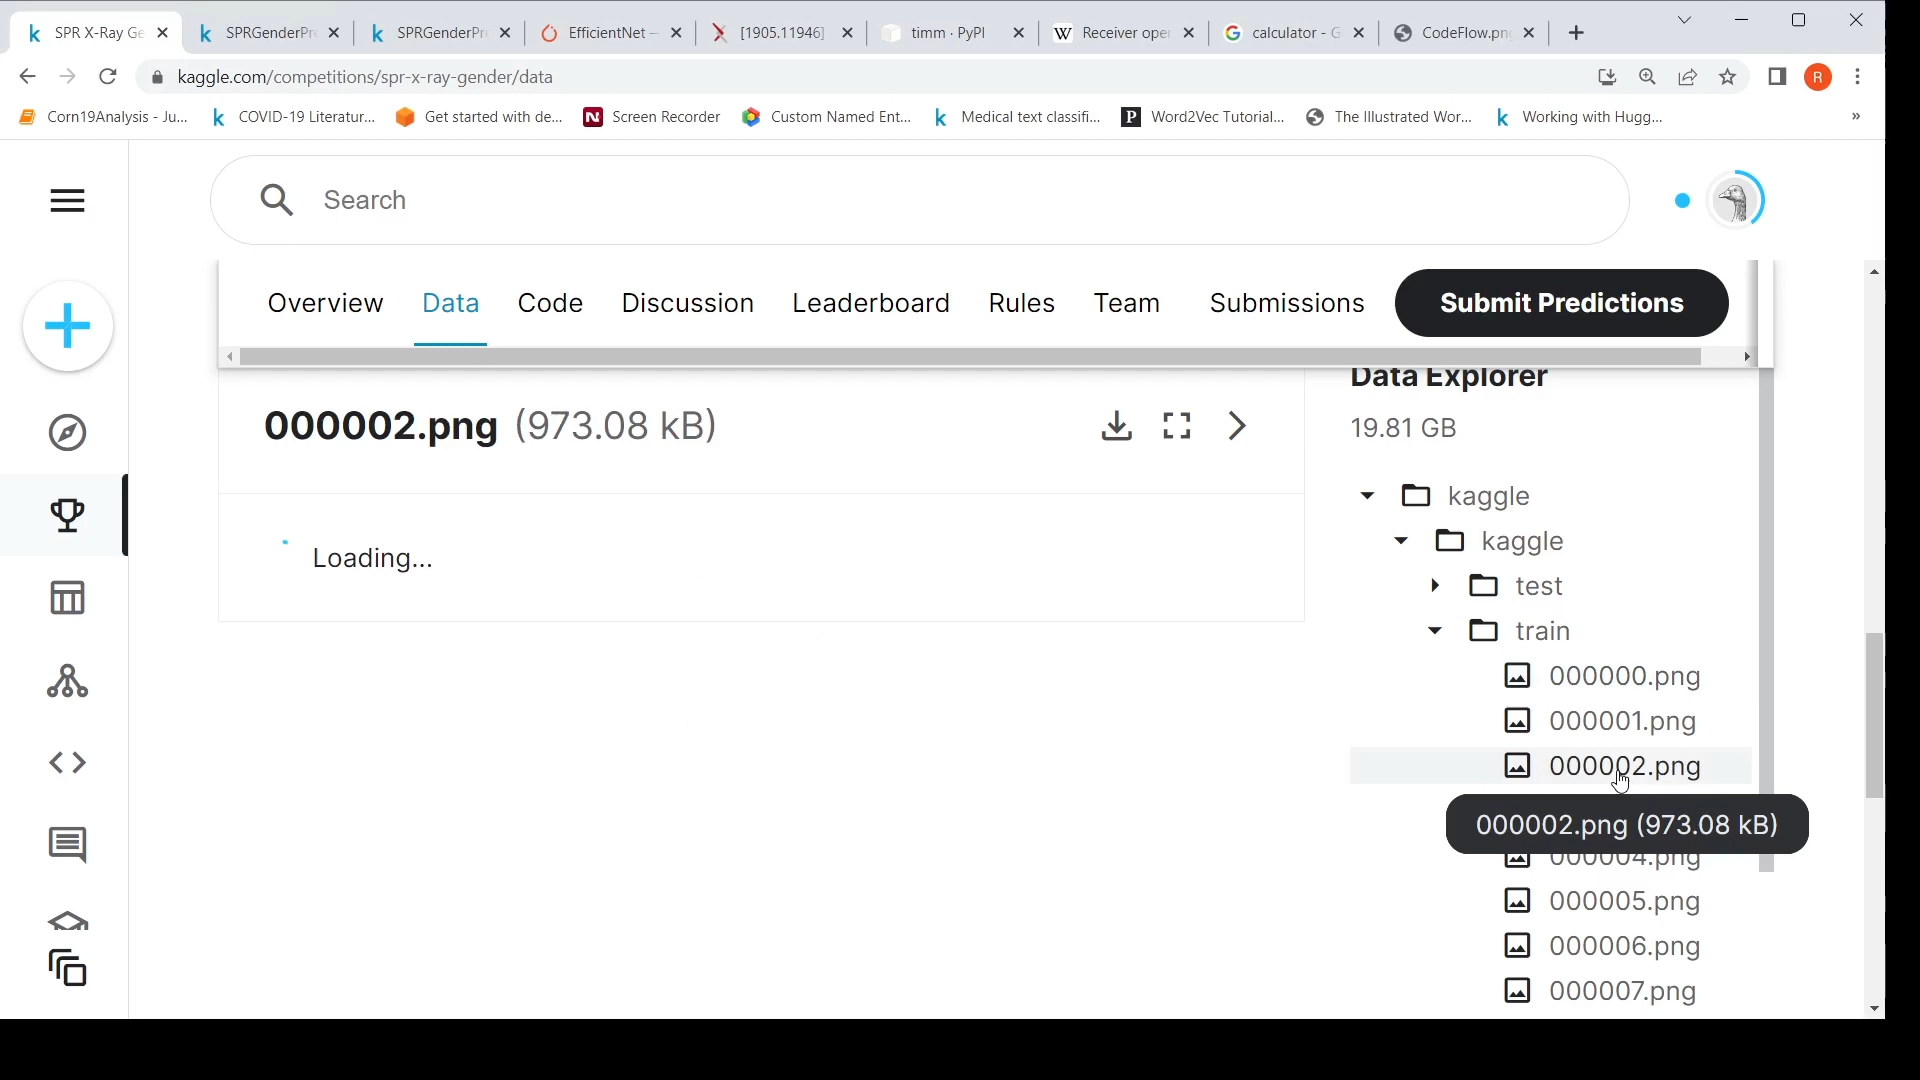 SPR X-Ray Ge
SPRGenderPr
SPRGenderPr
EfficientNet –
[1905.11946]
timm · PyPI
Receiver oper
calculator - G
CodeFlow.png
kaggle.com/competitions/spr-x-ray-gender/data
R
Corn19Analysis - Ju...
COVID-19 Literatur...
Get started with de...
Screen Recorder
Custom Named Ent...
Medical text classifi...
Word2Vec Tutorial...
The Illustrated Wor...
Working with Hugg...
»
Search
Overview
Data
Code
Discussion
Leaderboard
Rules
Team
Submissions
Submit Predictions
000002.png (973.08 kB)
Loading...
Data Explorer
19.81 GB
kaggle
kaggle
test
train
000000.png
000001.png
000002.png
000002.png (973.08 kB)
000004.png
000005.png
000006.png
000007.png